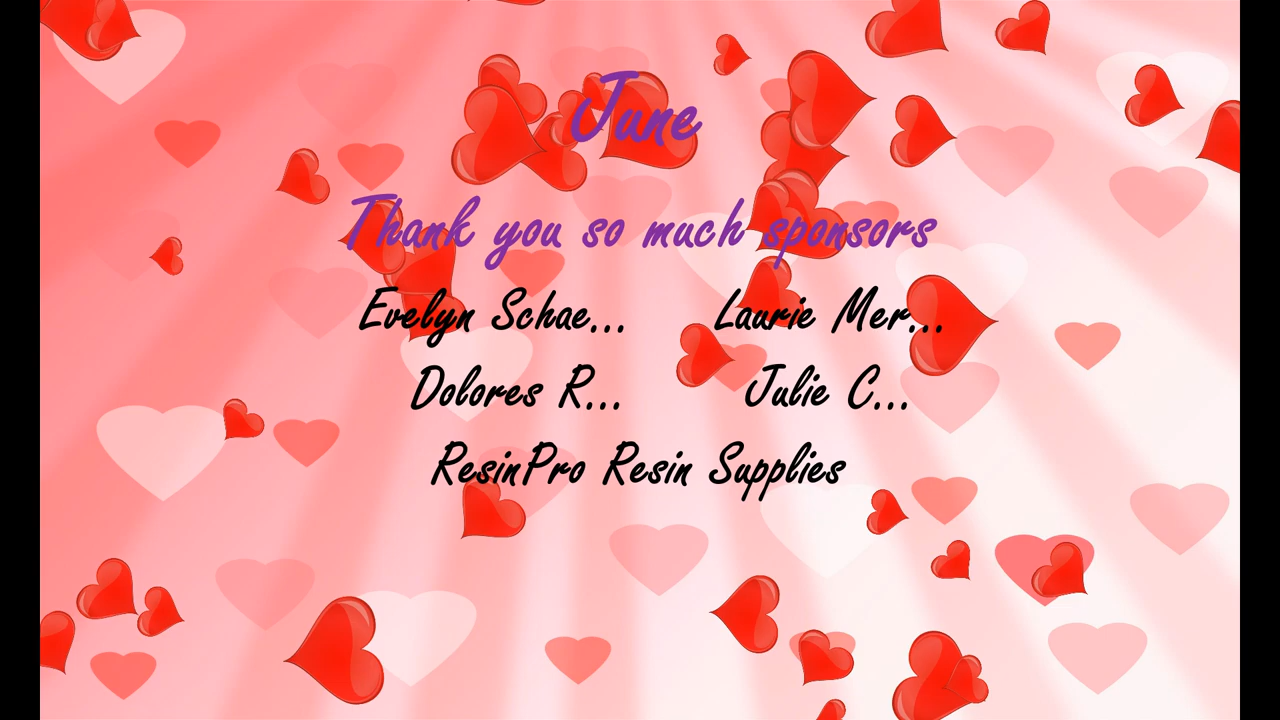 June
Thank you so much sponsors
Evelyn Schae... Laurie Mer...
Dolores R... Julie C...
ResinPro Resin Supplies